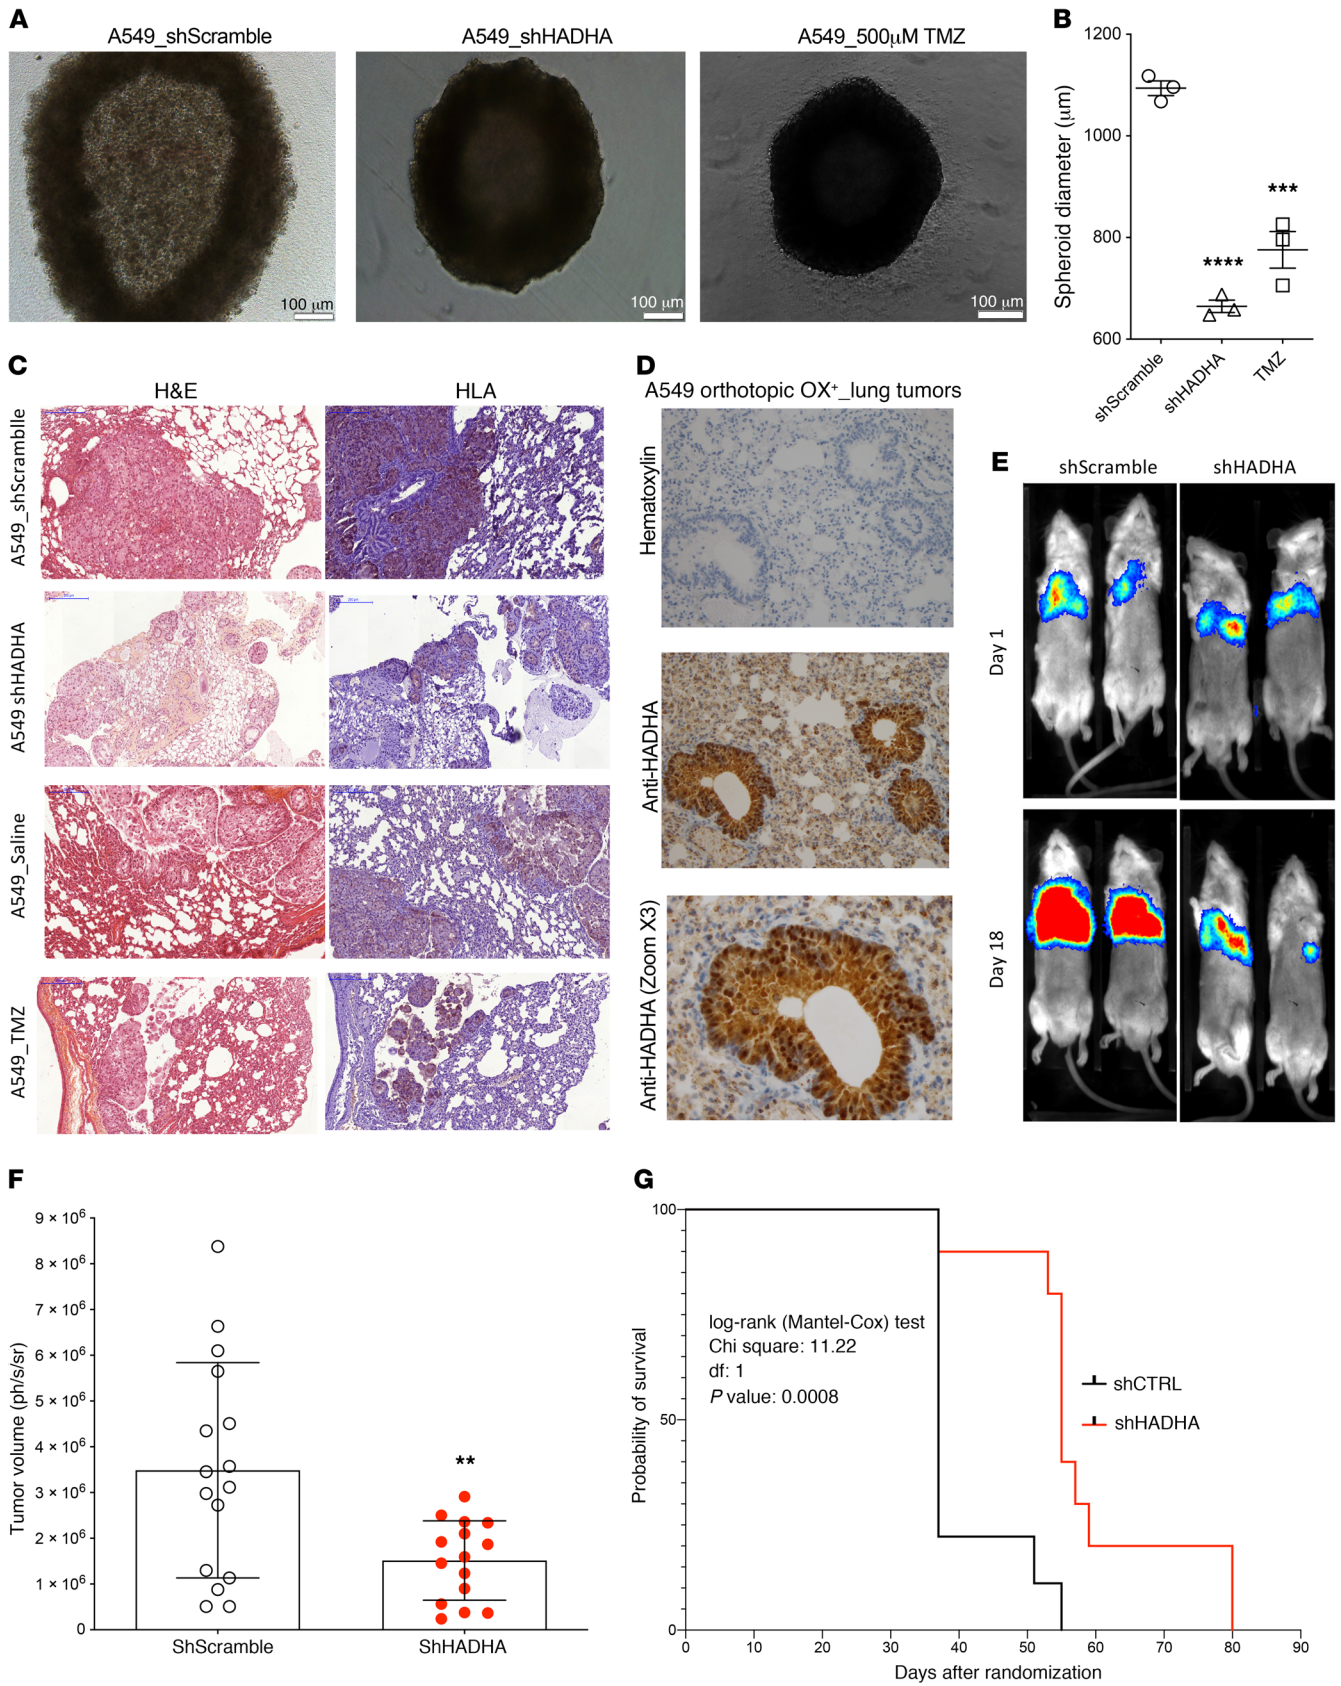 A
A549_shScramble
A549_shHADHA
A549_500µM TMZ
100 µm
100 µm
100 µm
B
Spheroid diameter (µm)
1200
1000
800
600
***
****
shScramble
shHADHA
TMZ
C
H&E
HLA
A549_shScramblle
A549 shHADHA
A549_Saline
A549_TMZ
D
A549 orthotopic OX⁺_lung tumors
Hematoxylin
Anti-HADHA
Anti-HADHA (Zoom X3)
E
shScramble
shHADHA
Day 1
Day 18
F
Tumor volume (ph/s/sr)
9 × 10⁶
8 × 10⁶
7 × 10⁶
6 × 10⁶
5 × 10⁶
4 × 10⁶
3 × 10⁶
2 × 10⁶
1 × 10⁶
0
**
ShScramble
ShHADHA
G
Probability of survival
100
50
0
log-rank (Mantel-Cox) test
Chi square: 11.22
df: 1
P value: 0.0008
shCTRL
shHADHA
0 10 20 30 40 50 60 70 80 90
Days after randomization